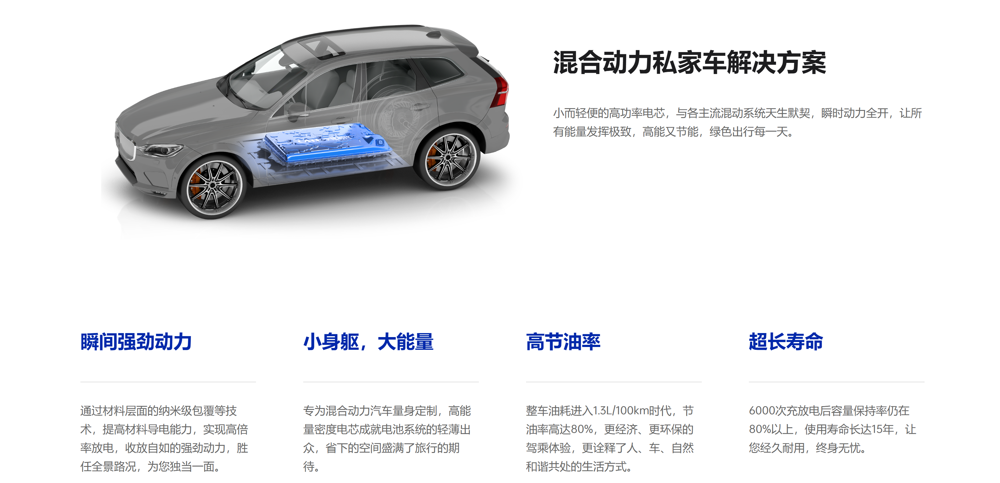 混合动力私家车解决方案
小而轻便的高功率电芯，与各主流混动系统天生默契，瞬时动力全开，让所
有能量发挥极致，高能又节能，绿色出行每一天。
瞬间强劲动力
小身躯，大能量
高节油率
超长寿命
通过材料层面的纳米级包覆等技
术，提高材料导电能力，实现高倍
率放电，收放自如的强劲动力，胜
任全景路况，为您独当一面。
专为混合动力汽车量身定制，高能
量密度电芯成就电池系统的轻薄出
众，省下的空间盛满了旅行的期
待。
整车油耗进入1.3L/100km时代，节
油率高达80%，更经济、更环保的
驾乘体验，更诠释了人、车、自然
和谐共处的生活方式。
6000次充放电后容量保持率仍在
80%以上，使用寿命长达15年，让
您经久耐用，终身无忧。